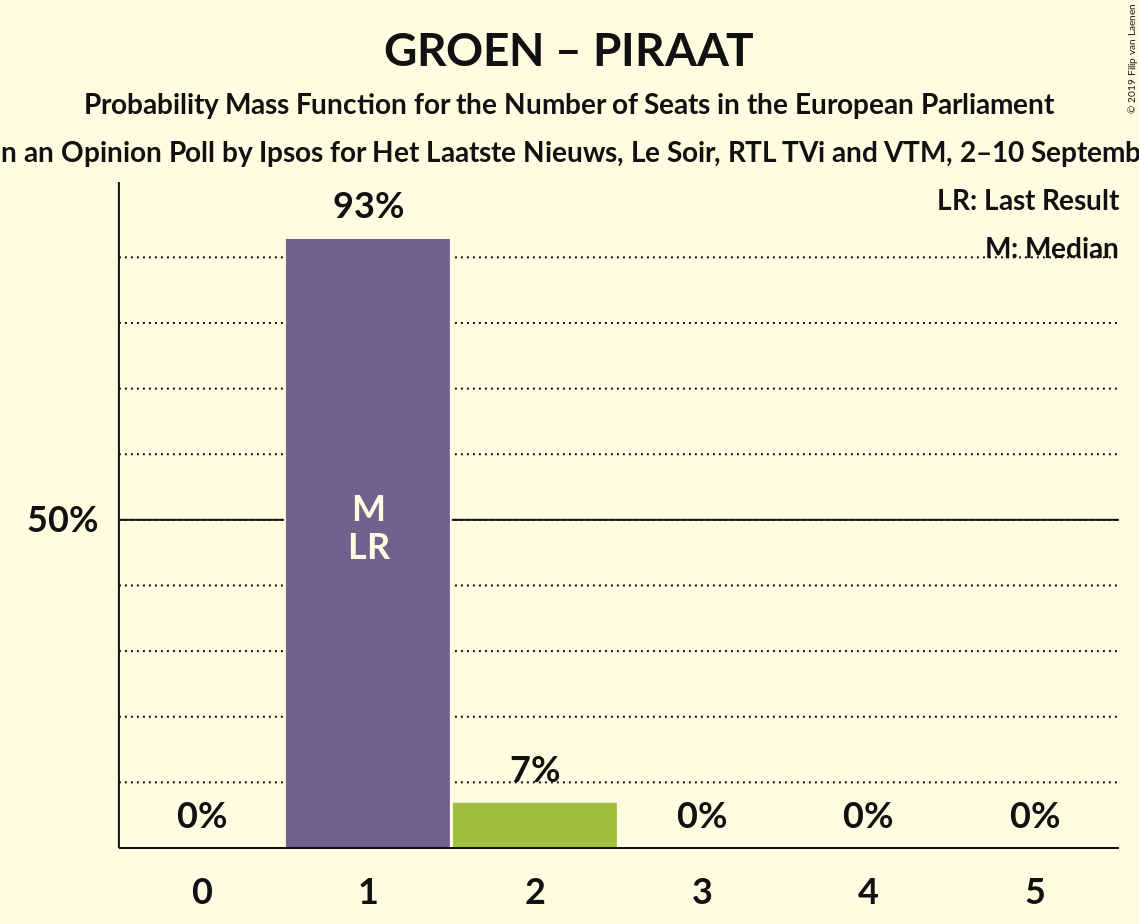 GROEN – PIRAAT
Probability Mass Function for the Number of Seats in the European Parliament
an Opinion Poll by Ipsos for Het Laatste Nieuws, Le Soir, RTL TVi and VTM, 2–10
© 2019 Filip van Laenen
LR: Last Result
M: Median
93%
50%
M
LR
7%
0%
0%
0%
0%
0 1 2 3 4 5